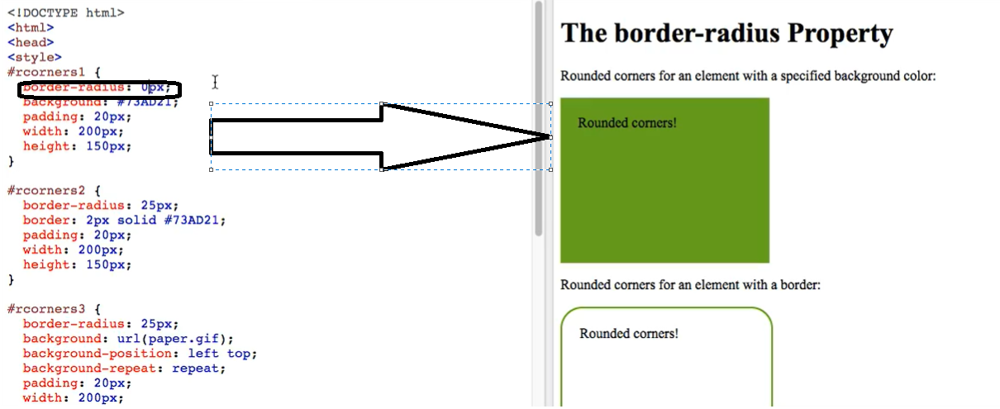 <!DOCTYPE html>
<html>
<head>
<style>
#rcorners1 {
border-radius: 0px;
background: #73AD21;
padding: 20px;
width: 200px;
height: 150px;
}
#rcorners2 {
border-radius: 25px;
border: 2px solid #73AD21;
padding: 20px;
width: 200px;
height: 150px;
}
#rcorners3 {
border-radius: 25px;
background: url(paper.gif);
background-position: left top;
background-repeat: repeat;
padding: 20px;
width: 200px;
The border-radius Property
Rounded corners for an element with a specified background color:
Rounded corners!
Rounded corners for an element with a border:
Rounded corners!